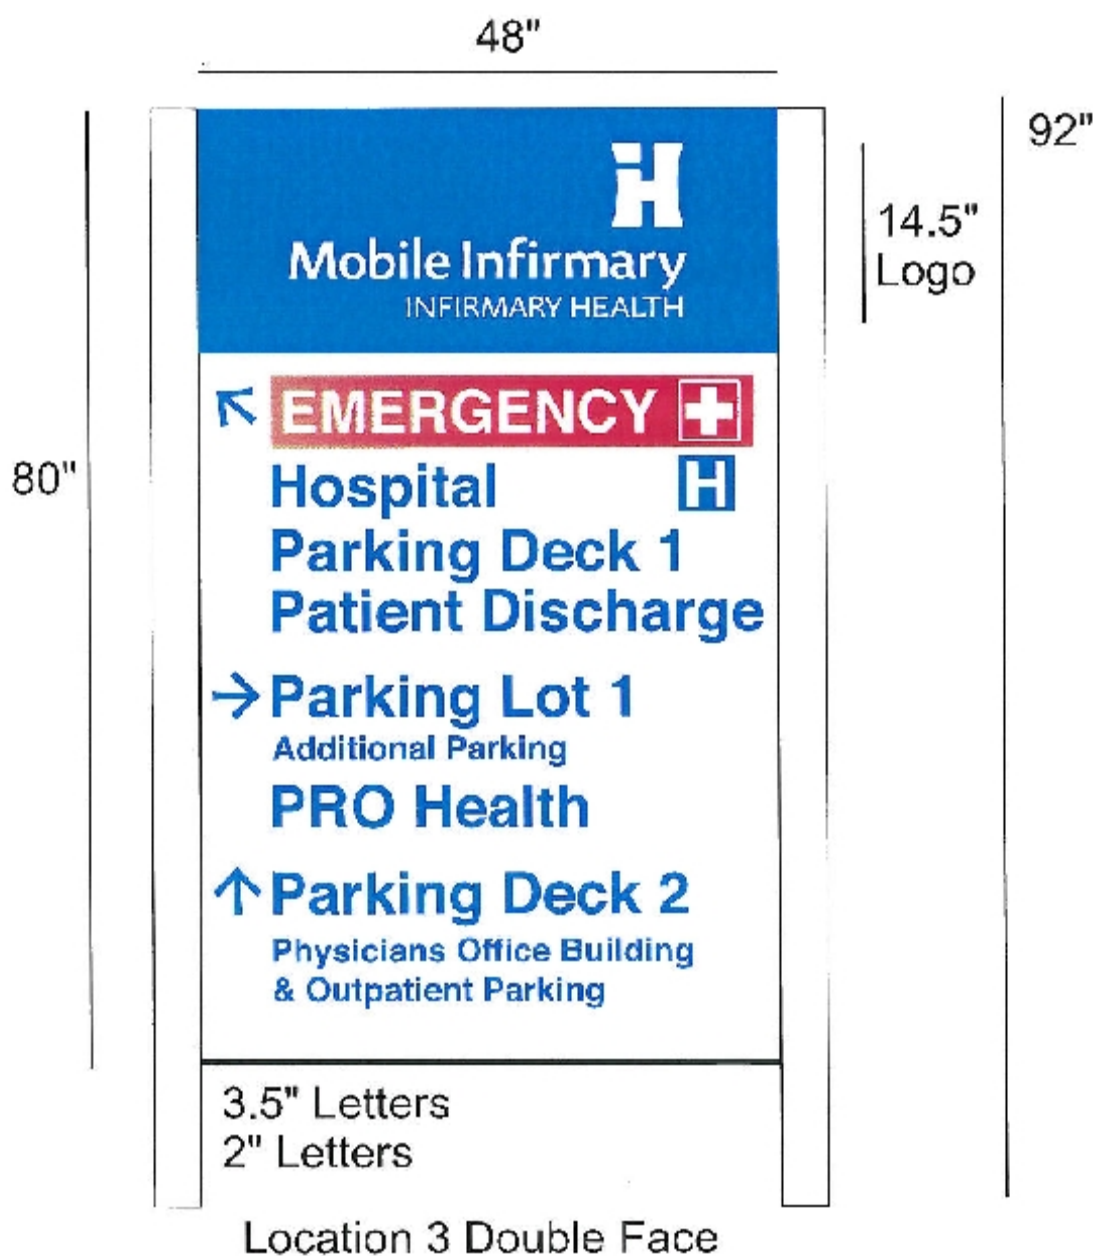 48"
92"
14.5"
Logo
iH
Mobile Infirmary
INFIRMARY HEALTH
80"
EMERGENCY
Hospital H
Parking Deck 1
Patient Discharge
Parking Lot 1
Additional Parking
PRO Health
Parking Deck 2
Physicians Office Building
& Outpatient Parking
3.5" Letters
2" Letters
Location 3 Double Face